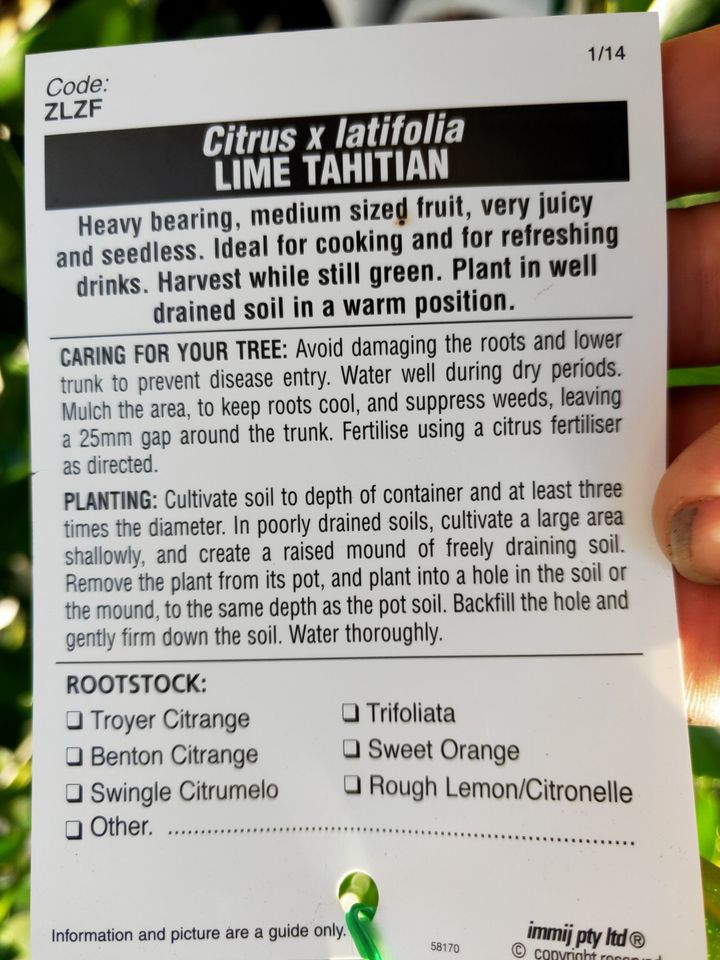 1/14
Code:
ZLZF
Citrus x latifolia
LIME TAHITIAN
Heavy bearing, medium sized fruit, very juicy
and seedless. Ideal for cooking and for refreshing
drinks. Harvest while still green. Plant in well
drained soil in a warm position.
CARING FOR YOUR TREE: Avoid damaging the roots and lower
trunk to prevent disease entry. Water well during dry periods.
Mulch the area, to keep roots cool, and suppress weeds, leaving
a 25mm gap around the trunk. Fertilise using a citrus fertiliser
as directed.
PLANTING: Cultivate soil to depth of container and at least three
times the diameter. In poorly drained soils, cultivate a large area
shallowly, and create a raised mound of freely draining soil.
Remove the plant from its pot, and plant into a hole in the soil or
the mound, to the same depth as the pot soil. Backfill the hole and
gently firm down the soil. Water thoroughly.
ROOTSTOCK:
❏ Troyer Citrange ❏ Trifoliata
❏ Benton Citrange ❏ Sweet Orange
❏ Swingle Citrumelo ❏ Rough Lemon/Citronelle
❏ Other. ..........................................................................
Information and picture are a guide only. 58170 immij pty ltd®
© copyright